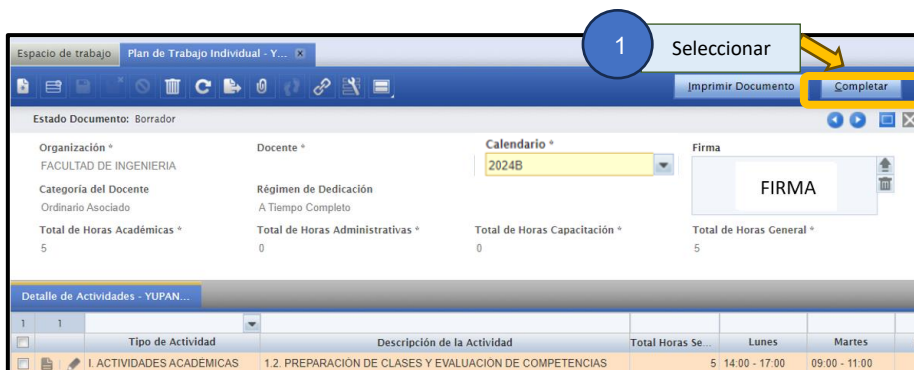 1 Seleccionar
Espacio de trabajo Plan de Trabajo Individual - Y...
Imprimir Documento Completar
Estado Documento: Borrador
Organización * Docente * Calendario * Firma
FACULTAD DE INGENIERIA 2024B
FIRMA
Categoría del Docente Régimen de Dedicación
Ordinario Asociado A Tiempo Completo
Total de Horas Académicas * Total de Horas Administrativas * Total de Horas Capacitación * Total de Horas General *
5 0 0 5
Detalle de Actividades - YUPAN...
1 1
Tipo de Actividad Descripción de la Actividad Total Horas Se... Lunes Martes
I. ACTIVIDADES ACADÉMICAS 1.2. PREPARACIÓN DE CLASES Y EVALUACIÓN DE COMPETENCIAS 5 14:00 - 17:00 09:00 - 11:00